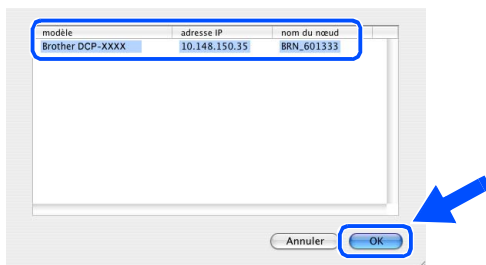 modèle adresse IP nom du nœud
Brother DCP-XXXX 10.148.150.35 BRN_601333
Annuler OK